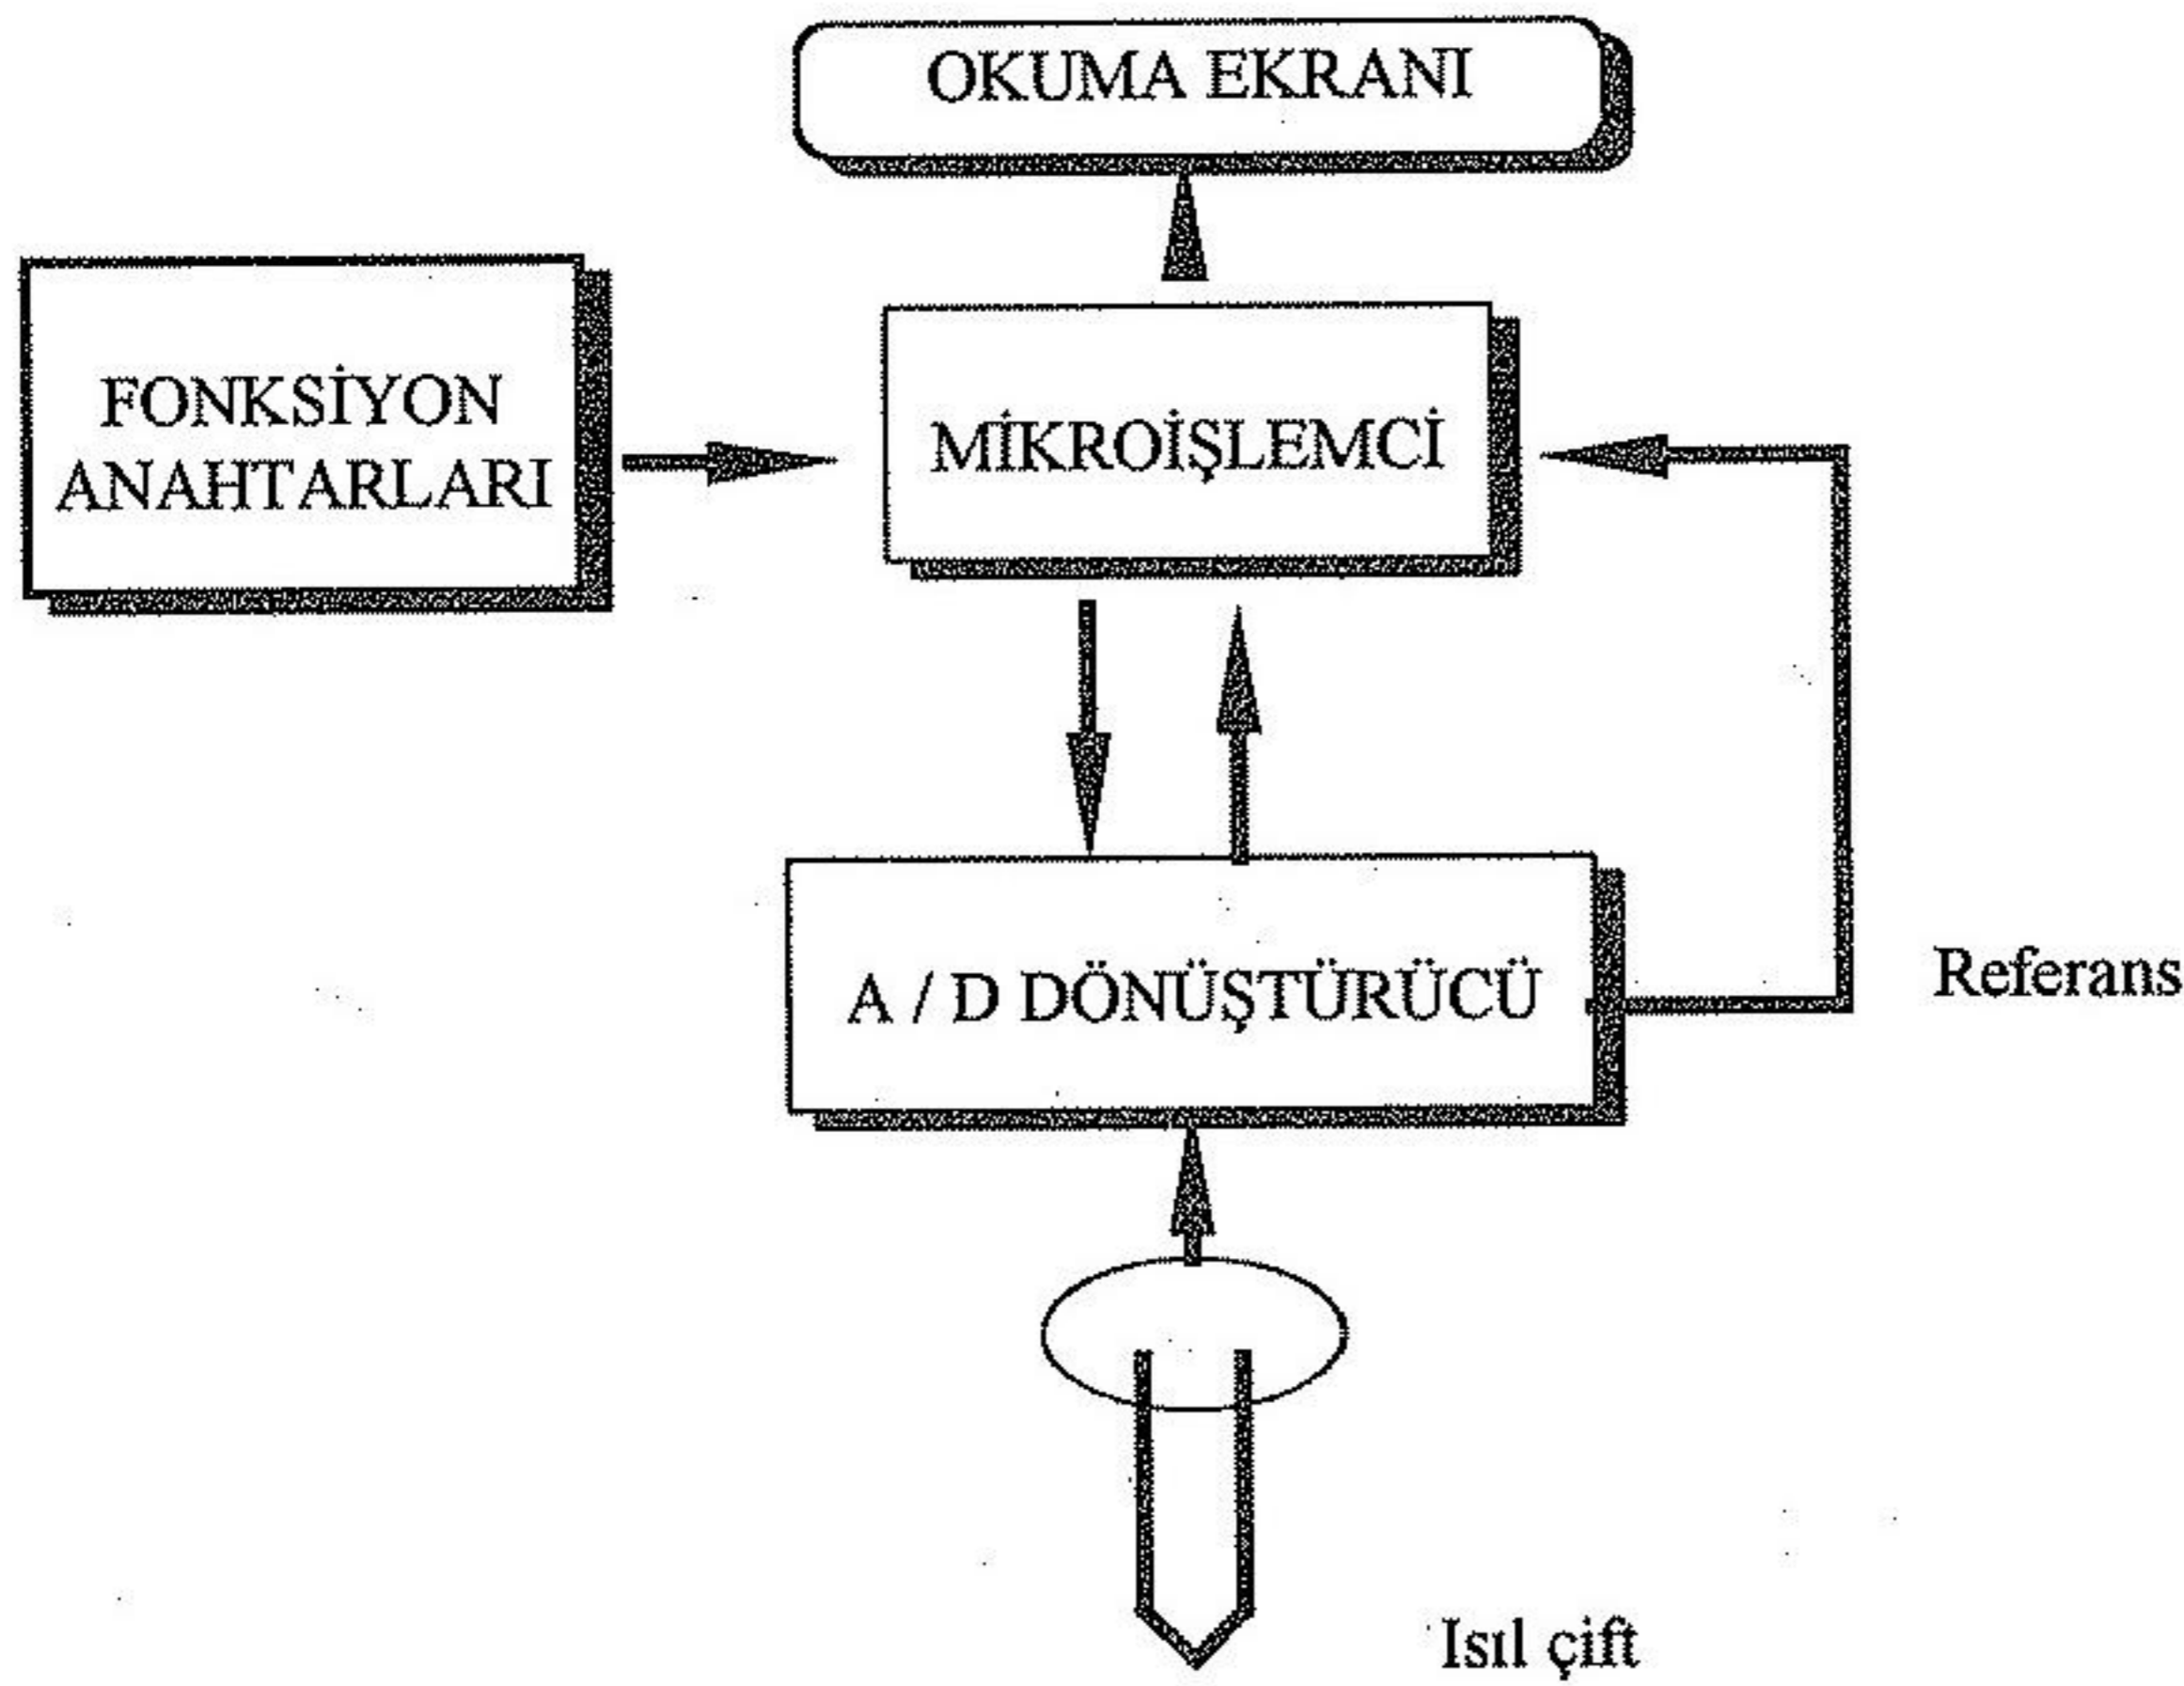 OKUMA EKRANI
FONKSİYON
ANAHTARLARI
MİKROİŞLEMCİ
A / D DÖNÜŞTÜRÜCÜ
Referans
Isıl çift